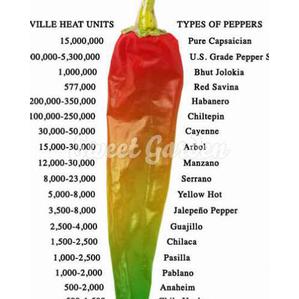 VILLE HEAT UNITS TYPES OF PEPPERS
15,000,000 Pure Capsaicin
00,000-5,300,000 U.S. Grade Pepper S
1,000,000 Bhut Jolokia
577,000 Red Savina
200,000-350,000 Habanero
100,000-250,000 Chiltepin
30,000-50,000 Cayenne
15,000-30,000 Arbol
12,000-30,000 Manzano
8,000-23,000 Serrano
5,000-8,000 Yellow Hot
3,500-8,000 Jalepeño Pepper
2,500-4,000 Guajillo
1,500-2,500 Chilaca
1,000-2,500 Pasilla
1,000-2,000 Pablano
500-2,000 Anaheim